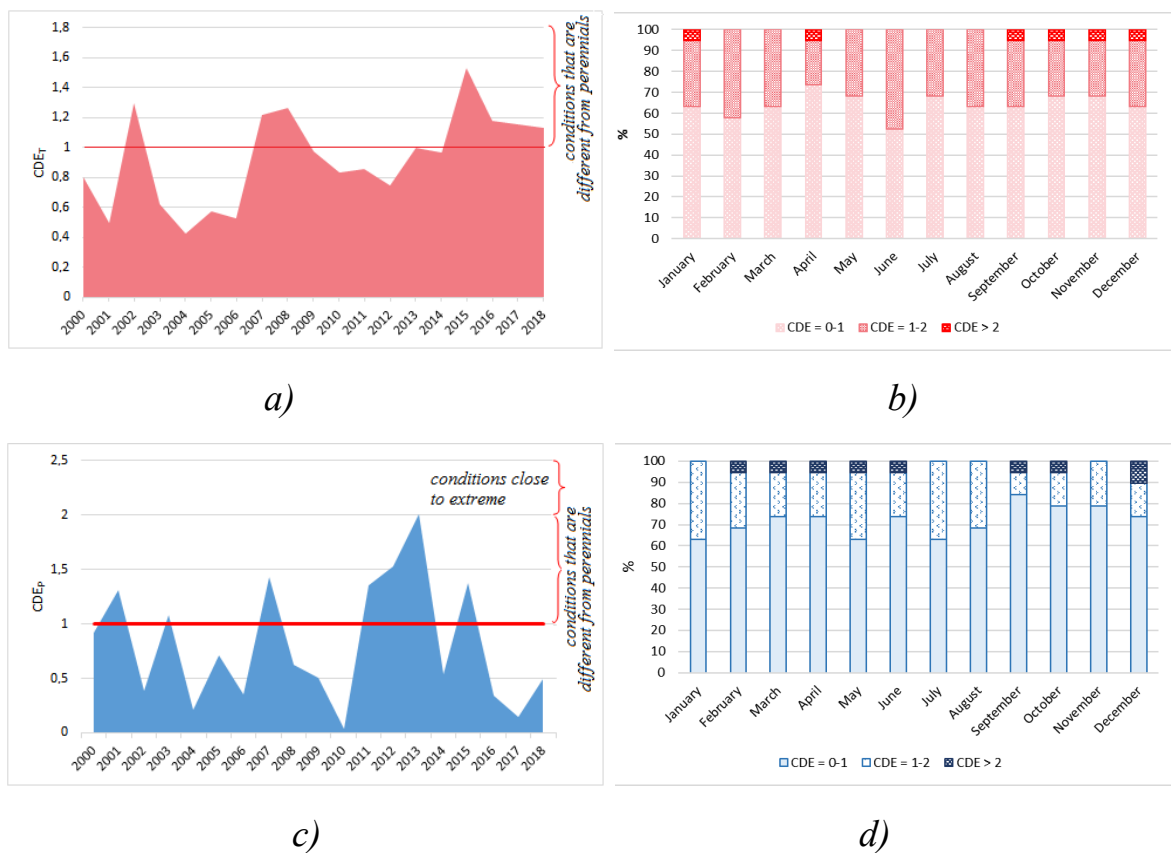 1,8
1,6
1,4
1,2
1
0,8
0,6
0,4
0,2
0
CDET
2000 2001 2002 2003 2004 2005 2006 2007 2008 2009 2010 2011 2012 2013 2014 2015 2016 2017 2018
conditions that are
different from perennials
a)
100
90
80
70
60
50
40
30
20
10
0
%
January February March April May June July August September October November December
CDE = 0-1 CDE = 1-2 CDE > 2
b)
2,5
2
1,5
1
0,5
0
CDEP
2000 2001 2002 2003 2004 2005 2006 2007 2008 2009 2010 2011 2012 2013 2014 2015 2016 2017 2018
conditions close
to extreme
conditions that are
different from perennials
c)
100
90
80
70
60
50
40
30
20
10
0
%
January February March April May June July August September October November December
CDE = 0-1 CDE = 1-2 CDE > 2
d)